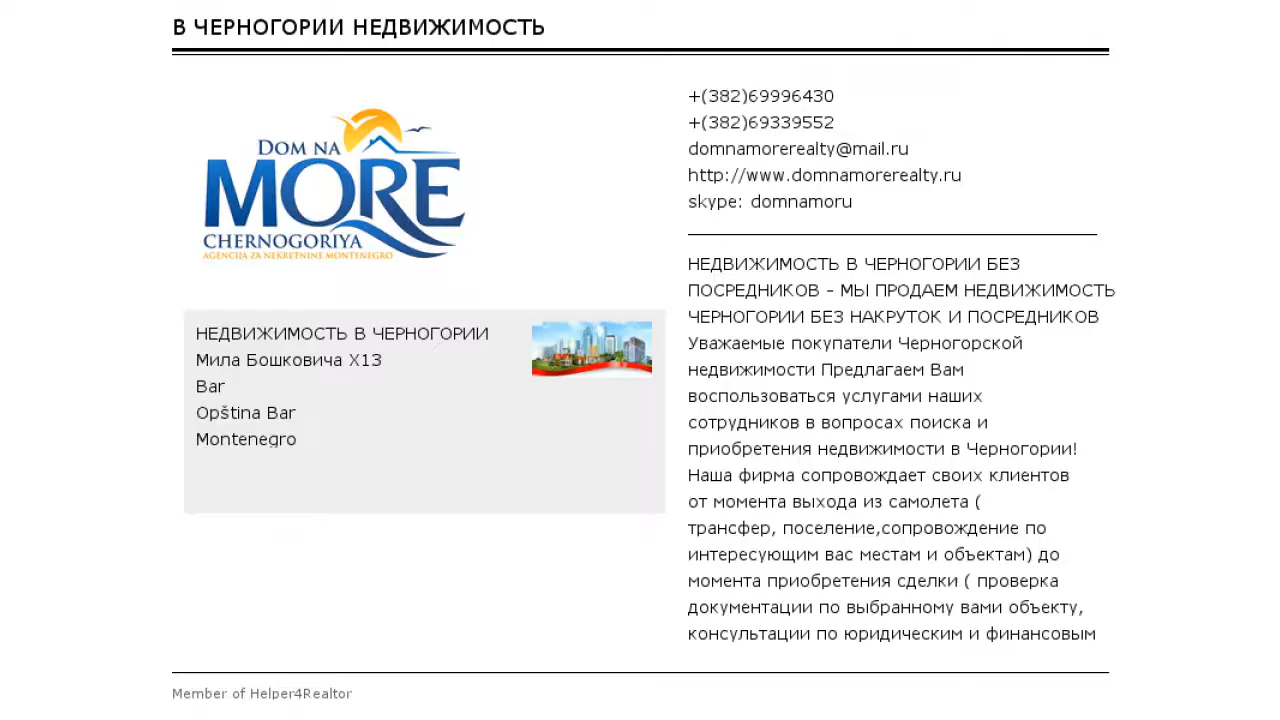 В ЧЕРНОГОРИИ НЕДВИЖИМОСТЬ
DOM NA
MORE
CHERNOGORIYA
AGENCIJA ZA NEKRETNINE MONTENEGRO
НЕДВИЖИМОСТЬ В ЧЕРНОГОРИИ
Мила Бошковича Х13
Bar
Opština Bar
Montenegro
+(382)69996430
+(382)69339552
domnamorerealty@mail.ru
http://www.domnamorerealty.ru
skype: domnamoru
НЕДВИЖИМОСТЬ В ЧЕРНОГОРИИ БЕЗ
ПОСРЕДНИКОВ - МЫ ПРОДАЕМ НЕДВИЖИМОСТЬ
ЧЕРНОГОРИИ БЕЗ НАКРУТОК И ПОСРЕДНИКОВ
Уважаемые покупатели Черногорской
недвижимости Предлагаем Вам
воспользоваться услугами наших
сотрудников в вопросах поиска и
приобретения недвижимости в Черногории!
Наша фирма сопровождает своих клиентов
от момента выхода из самолета (
трансфер, поселение,сопровождение по
интересующим вас местам и объектам) до
момента приобретения сделки ( проверка
документации по выбранному вами объекту,
консультации по юридическим и финансовым
Member of Helper4Realtor